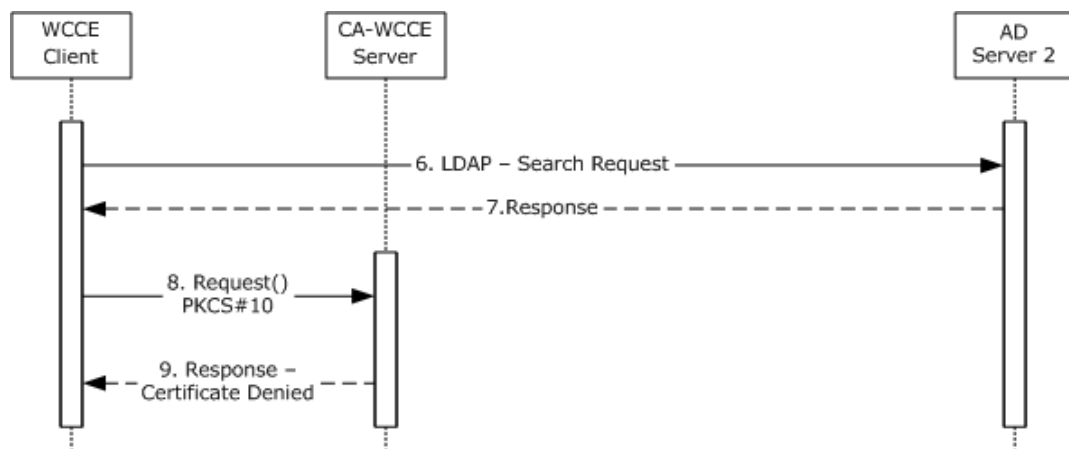 WCCE
Client
CA-WCCE
Server
AD
Server 2
6. LDAP – Search Request
7.Response
8. Request()
PKCS#10
9. Response –
Certificate Denied